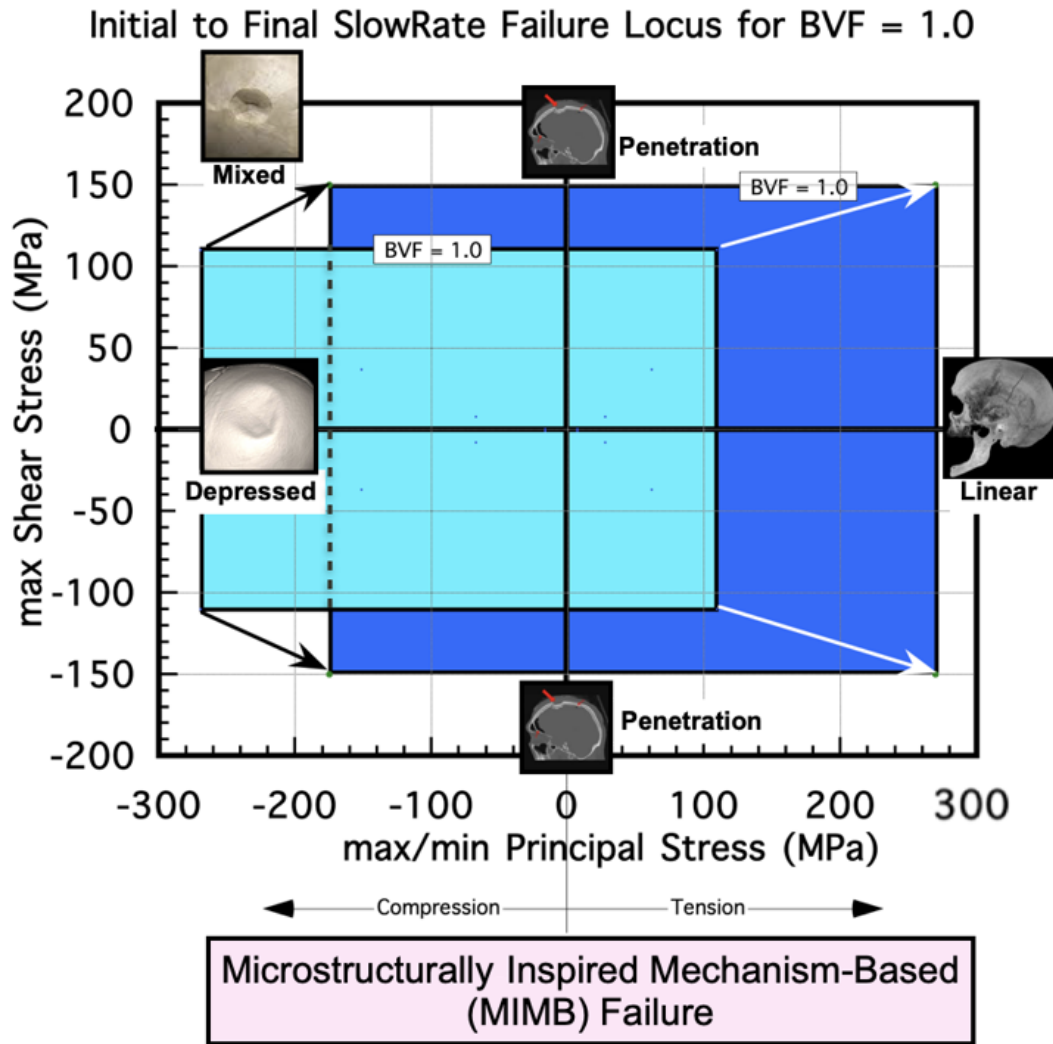 Initial to Final SlowRate Failure Locus for BVF = 1.0
200
150
100
50
0
-50
-100
-150
-200
max Shear Stress (MPa)
Mixed
Penetration
BVF = 1.0
BVF = 1.0
Depressed
Linear
Penetration
-300
-200
-100
0
100
200
300
max/min Principal Stress (MPa)
Compression
Tension
Microstructurally Inspired Mechanism-Based
(MIMB) Failure